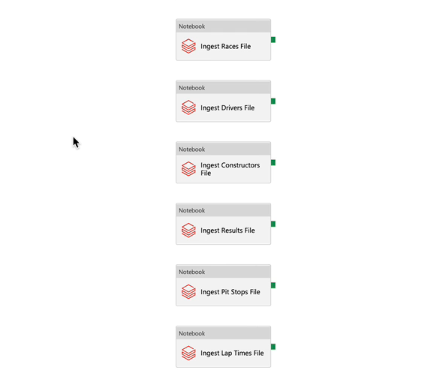 Notebook
Ingest Races File
Notebook
Ingest Drivers File
Notebook
Ingest Constructors
File
Notebook
Ingest Results File
Notebook
Ingest Pit Stops File
Notebook
Ingest Lap Times File